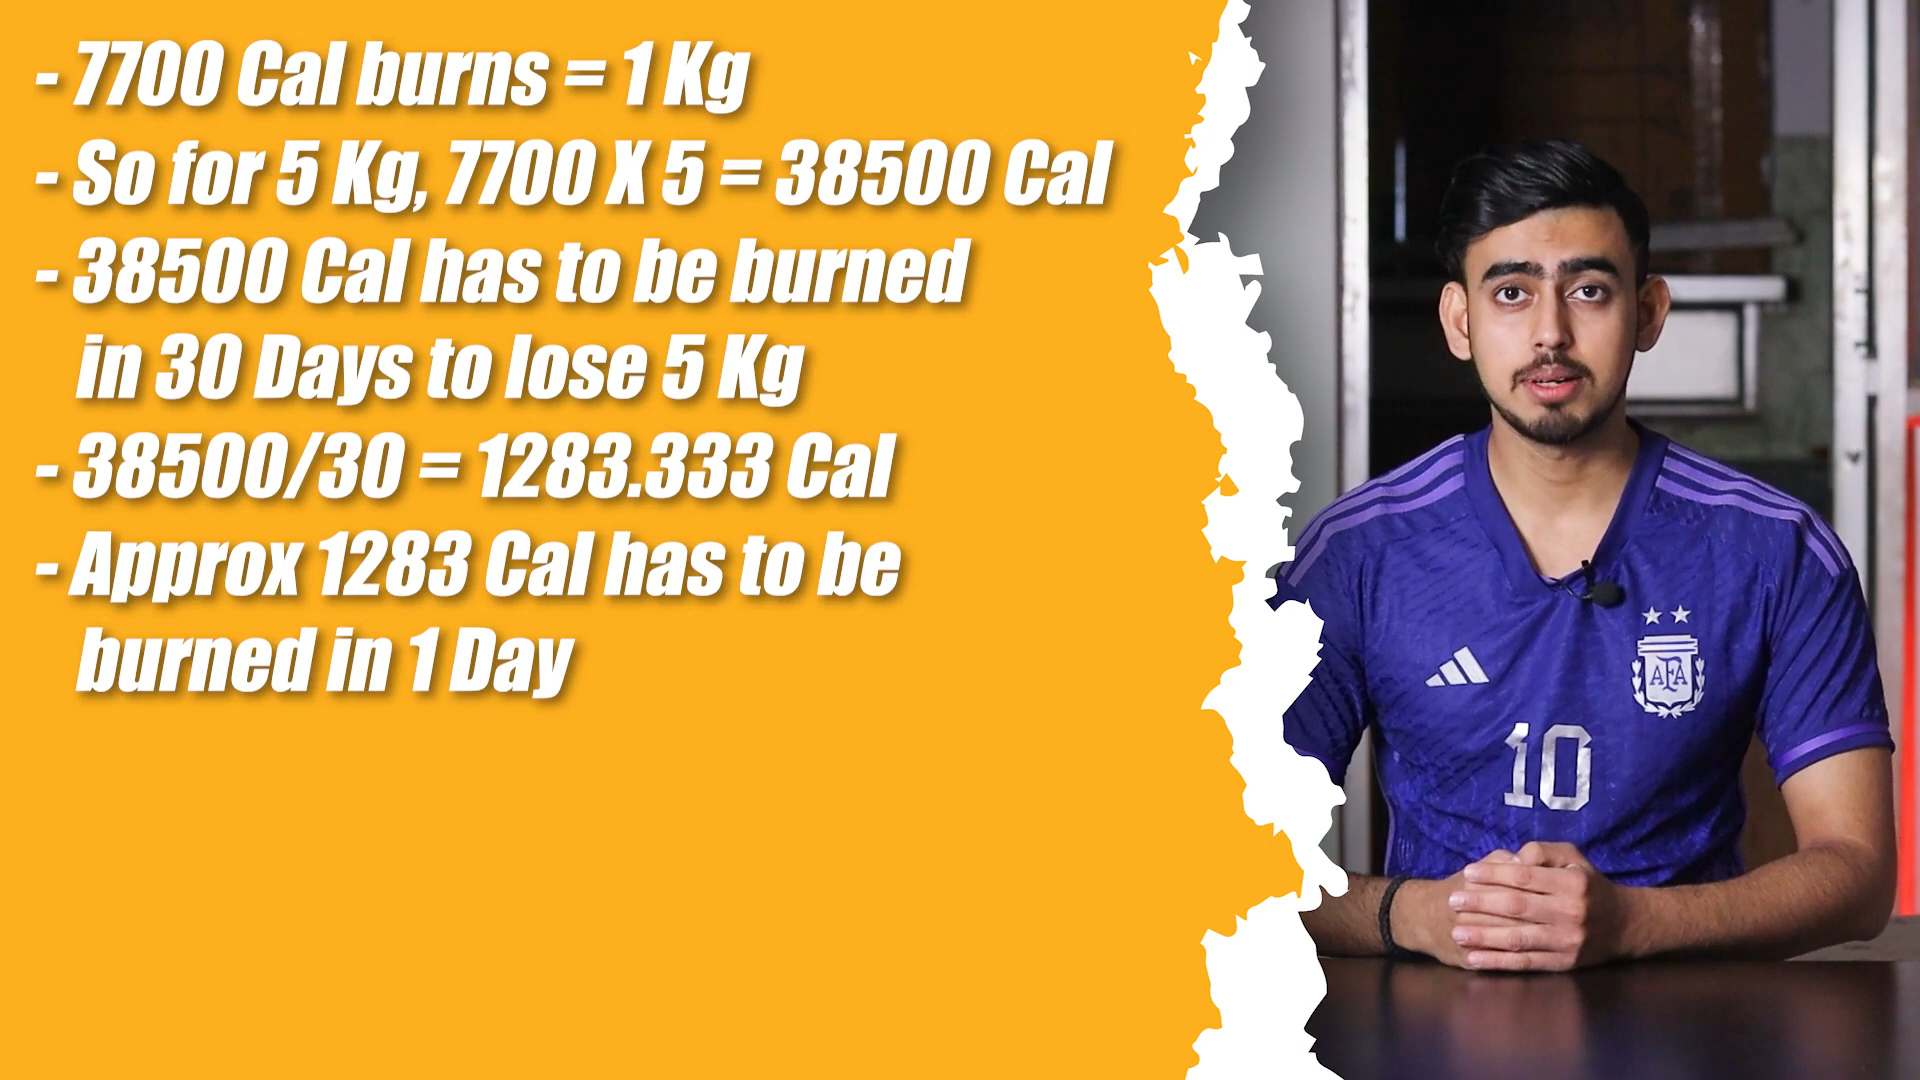 - 7700 Cal burns = 1 Kg
- So for 5 Kg, 7700 X 5 = 38500 Cal
- 38500 Cal has to be burned
in 30 Days to lose 5 Kg
- 38500/30 = 1283.333 Cal
- Approx 1283 Cal has to be
burned in 1 Day
AFA
10